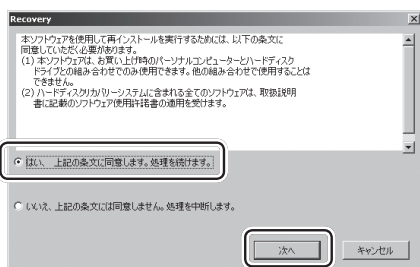 Recovery
本ソフトウェアを使用して再インストールを実行するためには、以下の条文に
同意していただく必要があります。
(1) 本ソフトウェアは、お買い上げ時のパーソナルコンピューターとハードディスク
ドライブとの組み合わせでのみ使用できます。他の組み合わせで使用することは
できません。
(2) ハードディスクリカバリーシステムに含まれる全てのソフトウェアは、取扱説明
書に記載のソフトウェア使用許諾書の適用を受けます。
はい、上記の条文に同意します。処理を続けます。
いいえ、上記の条文には同意しません。処理を中断します。
次へ
キャンセル